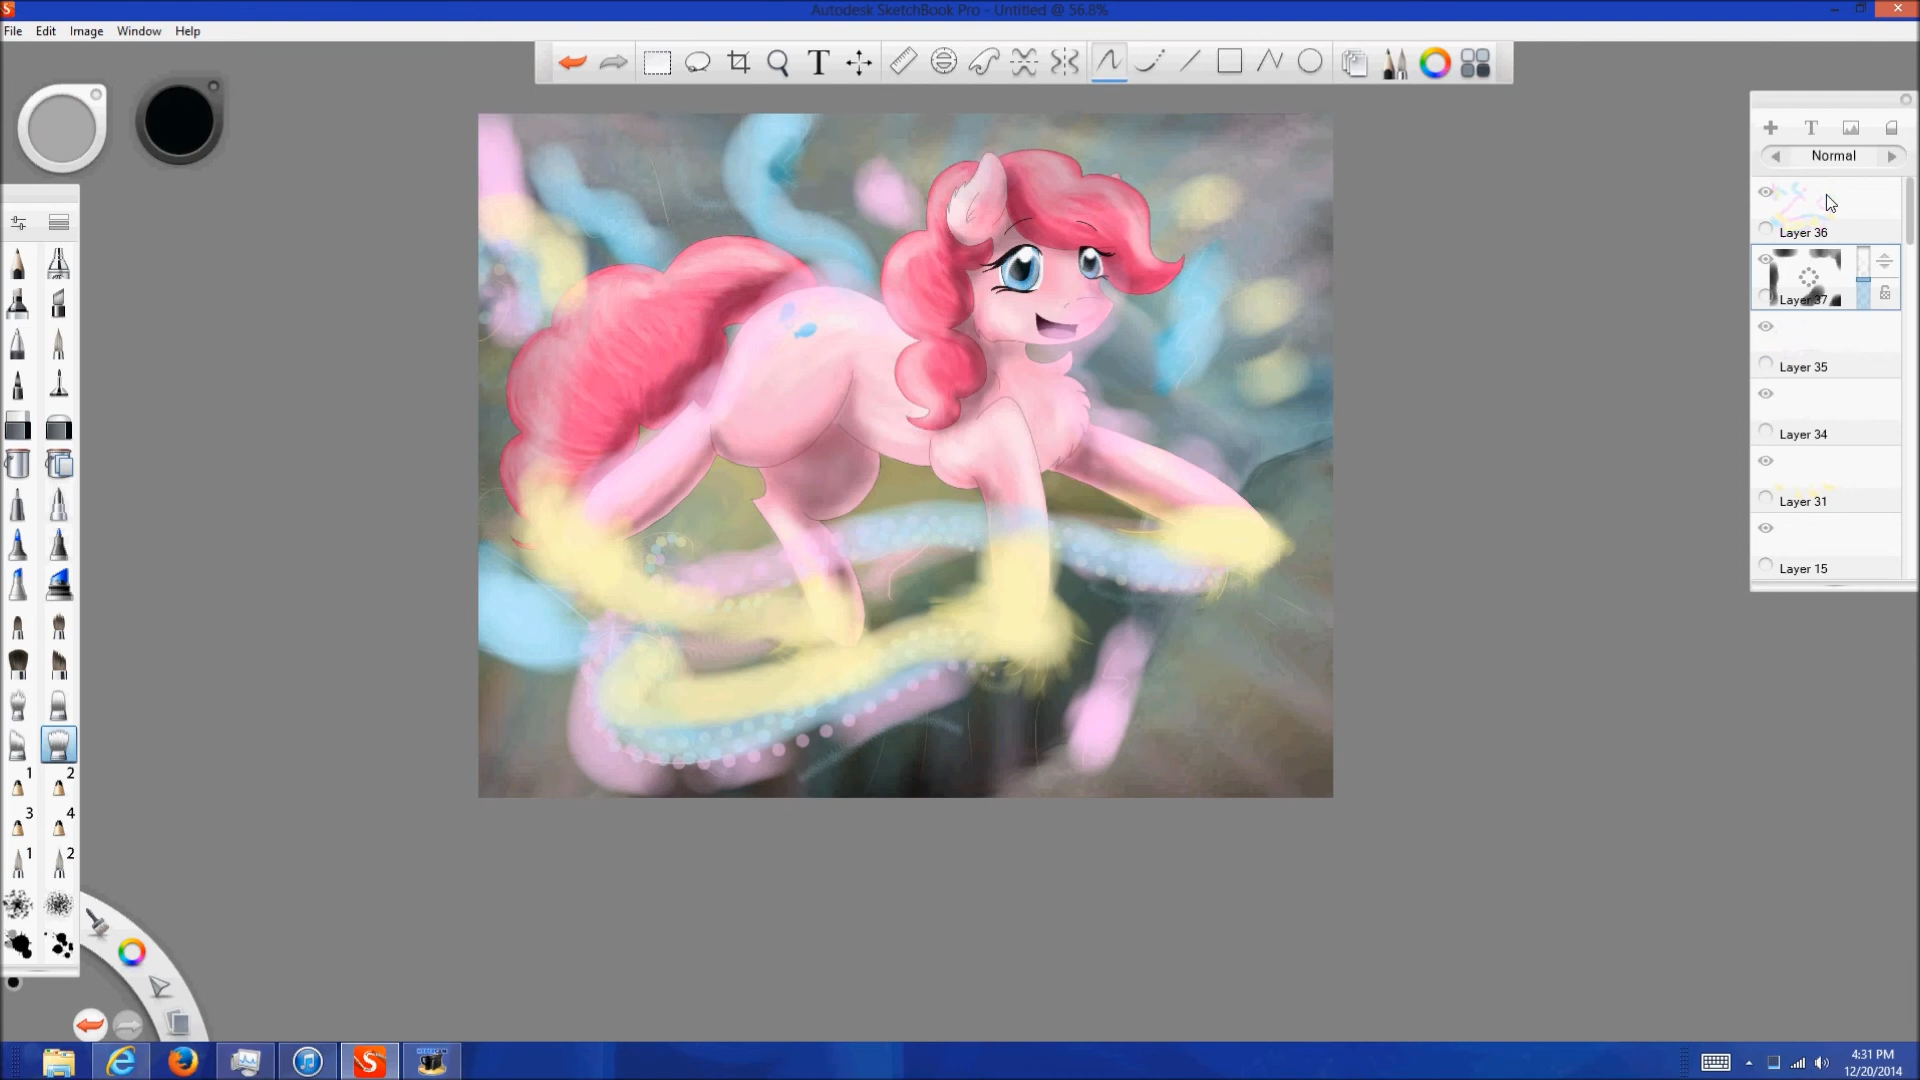 Autodesk SketchBook Pro - Untitled @ 56.8%
File Edit Image Window Help
T
T
Normal
Layer 36
Layer 37
Layer 35
Layer 34
Layer 31
Layer 15
1 2
3 4
1 2
S
4:31 PM
12/20/2014